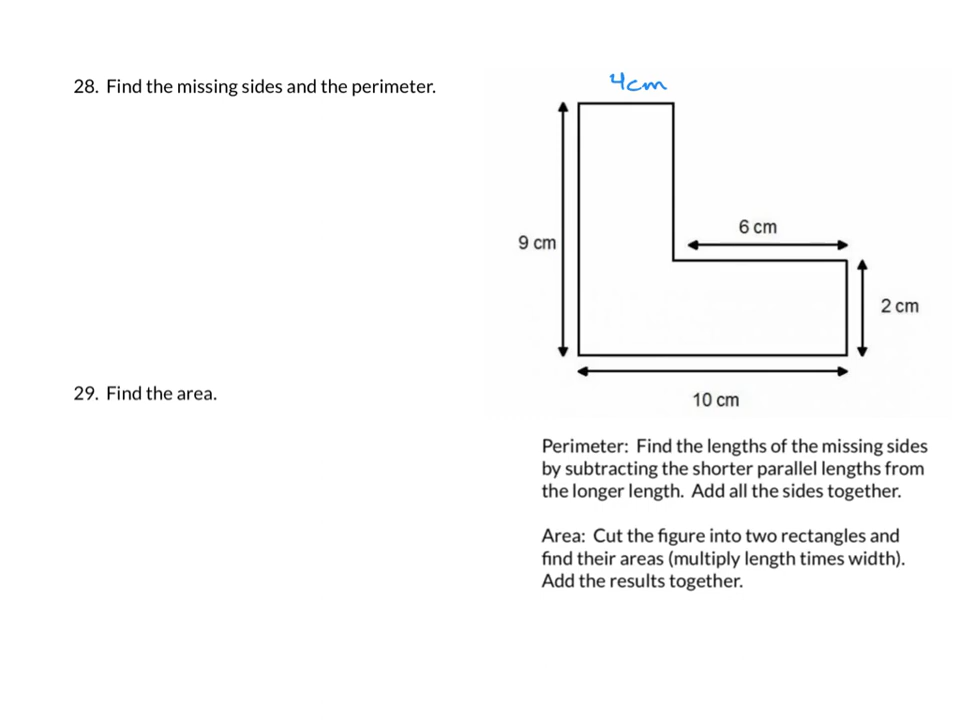 28. Find the missing sides and the perimeter.
4cm
6 cm
9 cm
2 cm
10 cm
29. Find the area.
Perimeter: Find the lengths of the missing sides
by subtracting the shorter parallel lengths from
the longer length. Add all the sides together.
Area: Cut the figure into two rectangles and
find their areas (multiply length times width).
Add the results together.